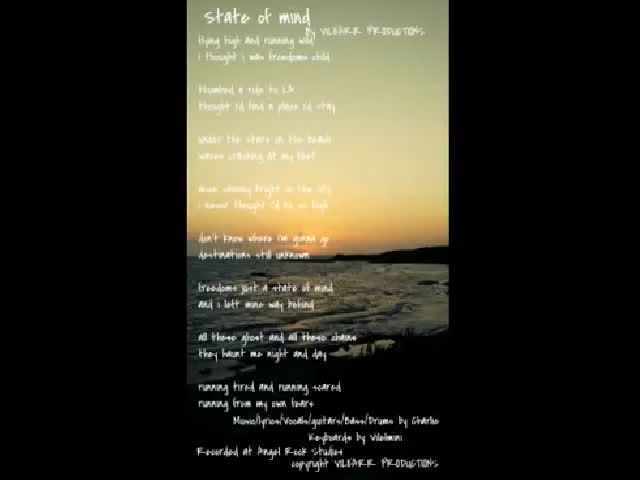 state of mind
by VILEARR PRODUCTIONS
flying high and running wild
i thought i was freedoms child
thumbed a ride to s.k.
thought i'd find a place i'd stay
under the stars on the beach
waves crashing at my feet
moon shining bright in the sky
i never thought i'd be so high
don't know where i'm gonna go
destinations still unknown
freedoms just a state of mind
and i left mine way behind
all these ghost and all these chains
they haunt me night and day
running tired and running scared
running from my own fears
Music/lyrics/Vocals/guitars/Bass/Drums by Charlie
Keyboards by Vilelmini
Recorded at Angel Rock Studios
copyright VILEARR PRODUCTIONS